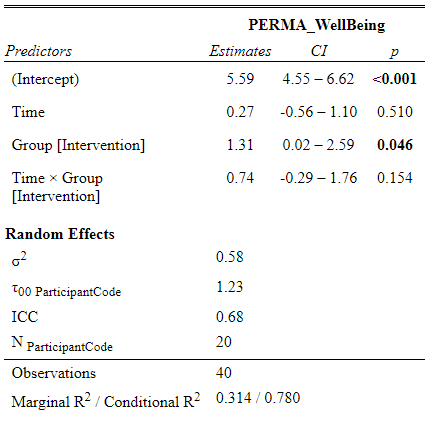 PERMA_WellBeing
Predictors Estimates CI p
(Intercept) 5.59 4.55 – 6.62 <0.001
Time 0.27 -0.56 – 1.10 0.510
Group [Intervention] 1.31 0.02 – 2.59 0.046
Time × Group 0.74 -0.29 – 1.76 0.154
[Intervention]
Random Effects
σ² 0.58
τ₀₀ ParticipantCode 1.23
ICC 0.68
N ParticipantCode 20
Observations 40
Marginal R² / Conditional R² 0.314 / 0.780